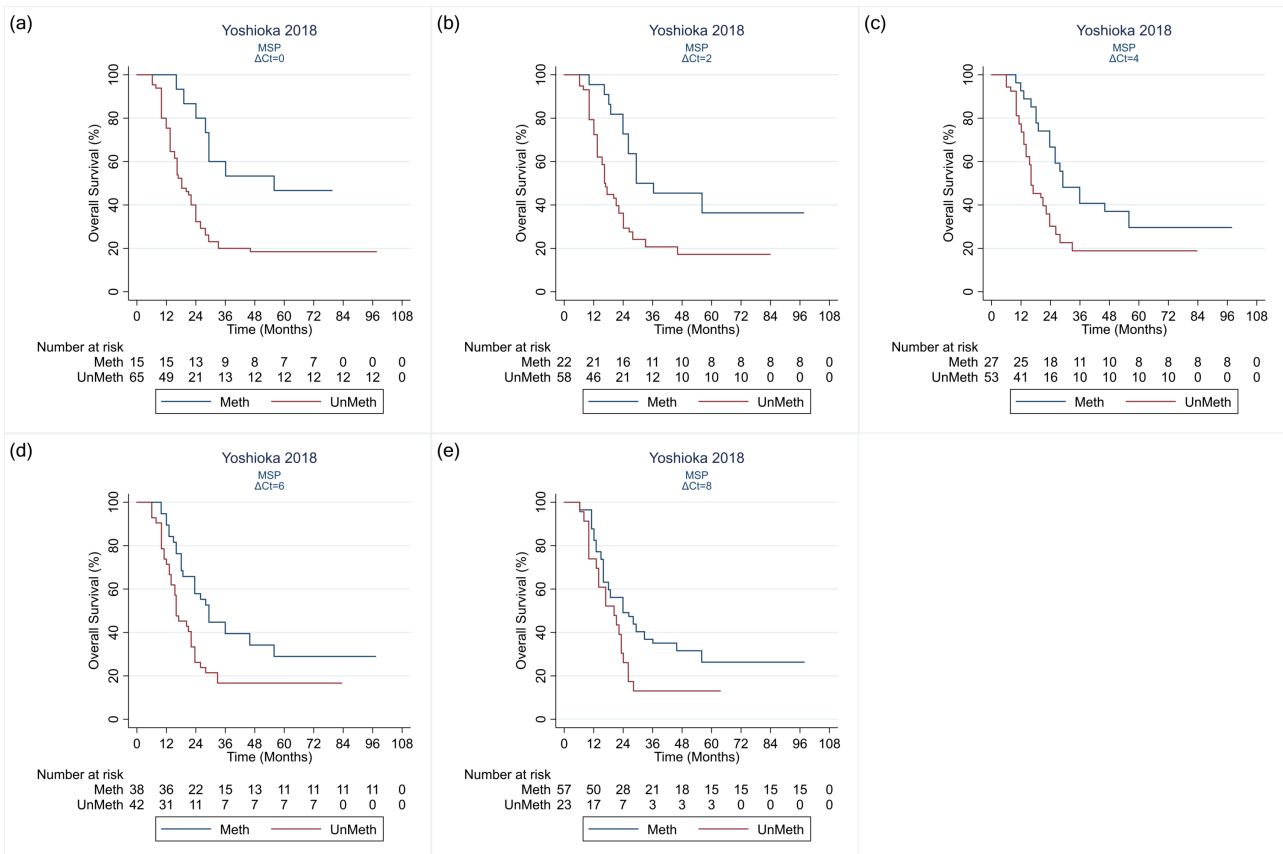 (a)
Yoshioka 2018
MSP
ΔCt=0
Overall Survival (%)
100
80
60
40
20
0
0 12 24 36 48 60 72 84 96 108
Time (Months)
Number at risk
Meth 15 15 13 9 8 7 7 0 0 0
UnMeth 65 49 21 13 12 12 12 12 12 0
Meth UnMeth
(b)
Yoshioka 2018
MSP
ΔCt=2
Overall Survival (%)
100
80
60
40
20
0
0 12 24 36 48 60 72 84 96 108
Time (Months)
Number at risk
Meth 22 21 16 11 10 8 8 8 8 0
UnMeth 58 46 21 12 10 10 10 0 0 0
Meth UnMeth
(c)
Yoshioka 2018
MSP
ΔCt=4
Overall Survival (%)
100
80
60
40
20
0
0 12 24 36 48 60 72 84 96 108
Time (Months)
Number at risk
Meth 27 25 18 11 10 8 8 8 8 0
UnMeth 53 41 16 10 10 10 10 0 0 0
Meth UnMeth
(d)
Yoshioka 2018
MSP
ΔCt=6
Overall Survival (%)
100
80
60
40
20
0
0 12 24 36 48 60 72 84 96 108
Time (Months)
Number at risk
Meth 38 36 22 15 13 11 11 11 11 0
UnMeth 42 31 11 7 7 7 7 0 0 0
Meth UnMeth
(e)
Yoshioka 2018
MSP
ΔCt=8
Overall Survival (%)
100
80
60
40
20
0
0 12 24 36 48 60 72 84 96 108
Time (Months)
Number at risk
Meth 57 50 28 21 18 15 15 15 15 0
UnMeth 23 17 7 3 3 3 0 0 0 0
Meth UnMeth